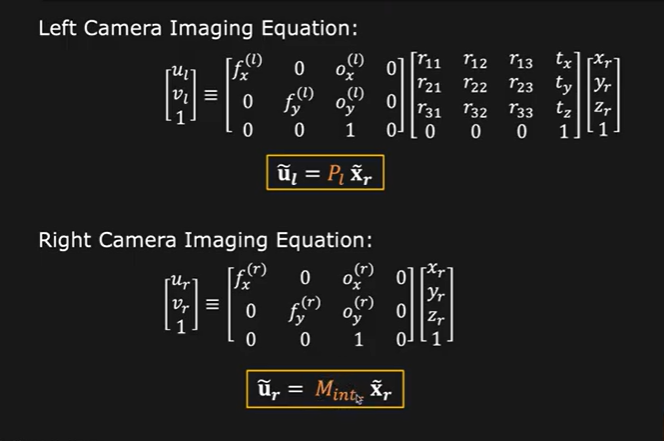 Left Camera Imaging Equation:
[u_l; v_l; 1] ≡ [f_x^(l) 0 o_x^(l) 0; 0 f_y^(l) o_y^(l) 0; 0 0 1 0] [r_11 r_12 r_13 t_x; r_21 r_22 r_23 t_y; r_31 r_32 r_33 t_z; 0 0 0 1] [x_r; y_r; z_r; 1]
ũ_l = P_l x̃_r
Right Camera Imaging Equation:
[u_r; v_r; 1] ≡ [f_x^(r) 0 o_x^(r) 0; 0 f_y^(r) o_y^(r) 0; 0 0 1 0] [x_r; y_r; z_r; 1]
ũ_r = M_int_r x̃_r